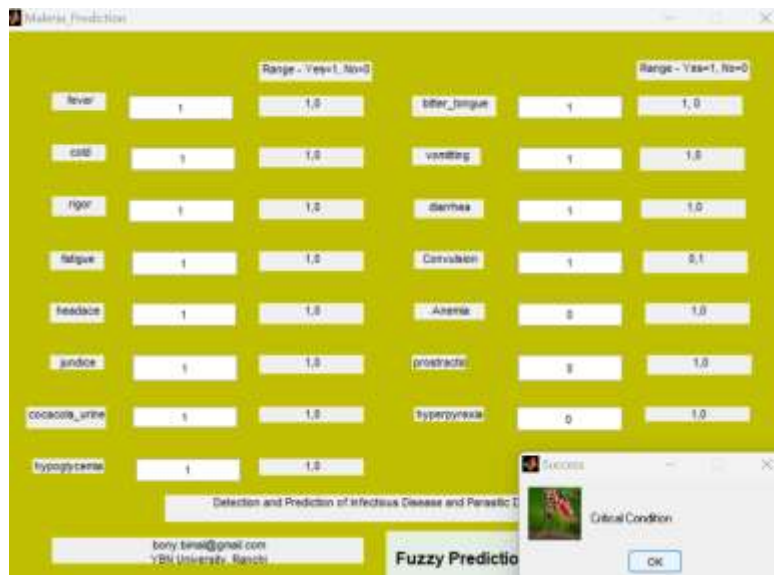 Maleria_Prediction
Range - Yes=1, No=0
Range - Yes=1, No=0
fever 1 1,0 bitter_tongue 1 1, 0
cold 1 1,0 vomitting 1 1,0
rigor 1 1,0 diarrhea 1 1,0
fatigue 1 1,0 Convulsion 1 0,1
headace 1 1,0 Anemia 0 1,0
jundice 1 1,0 prostractio 0 1,0
cocacola_urine 1 1,0 hyperpyrexia 0 1,0
hypoglycemia 1 1,0
Success
Detection and Prediction of Infectious Disease and Parasitic D
Critical Condition
bony.bimal@gmail.com
YBN University, Ranchi
Fuzzy Predictio
OK